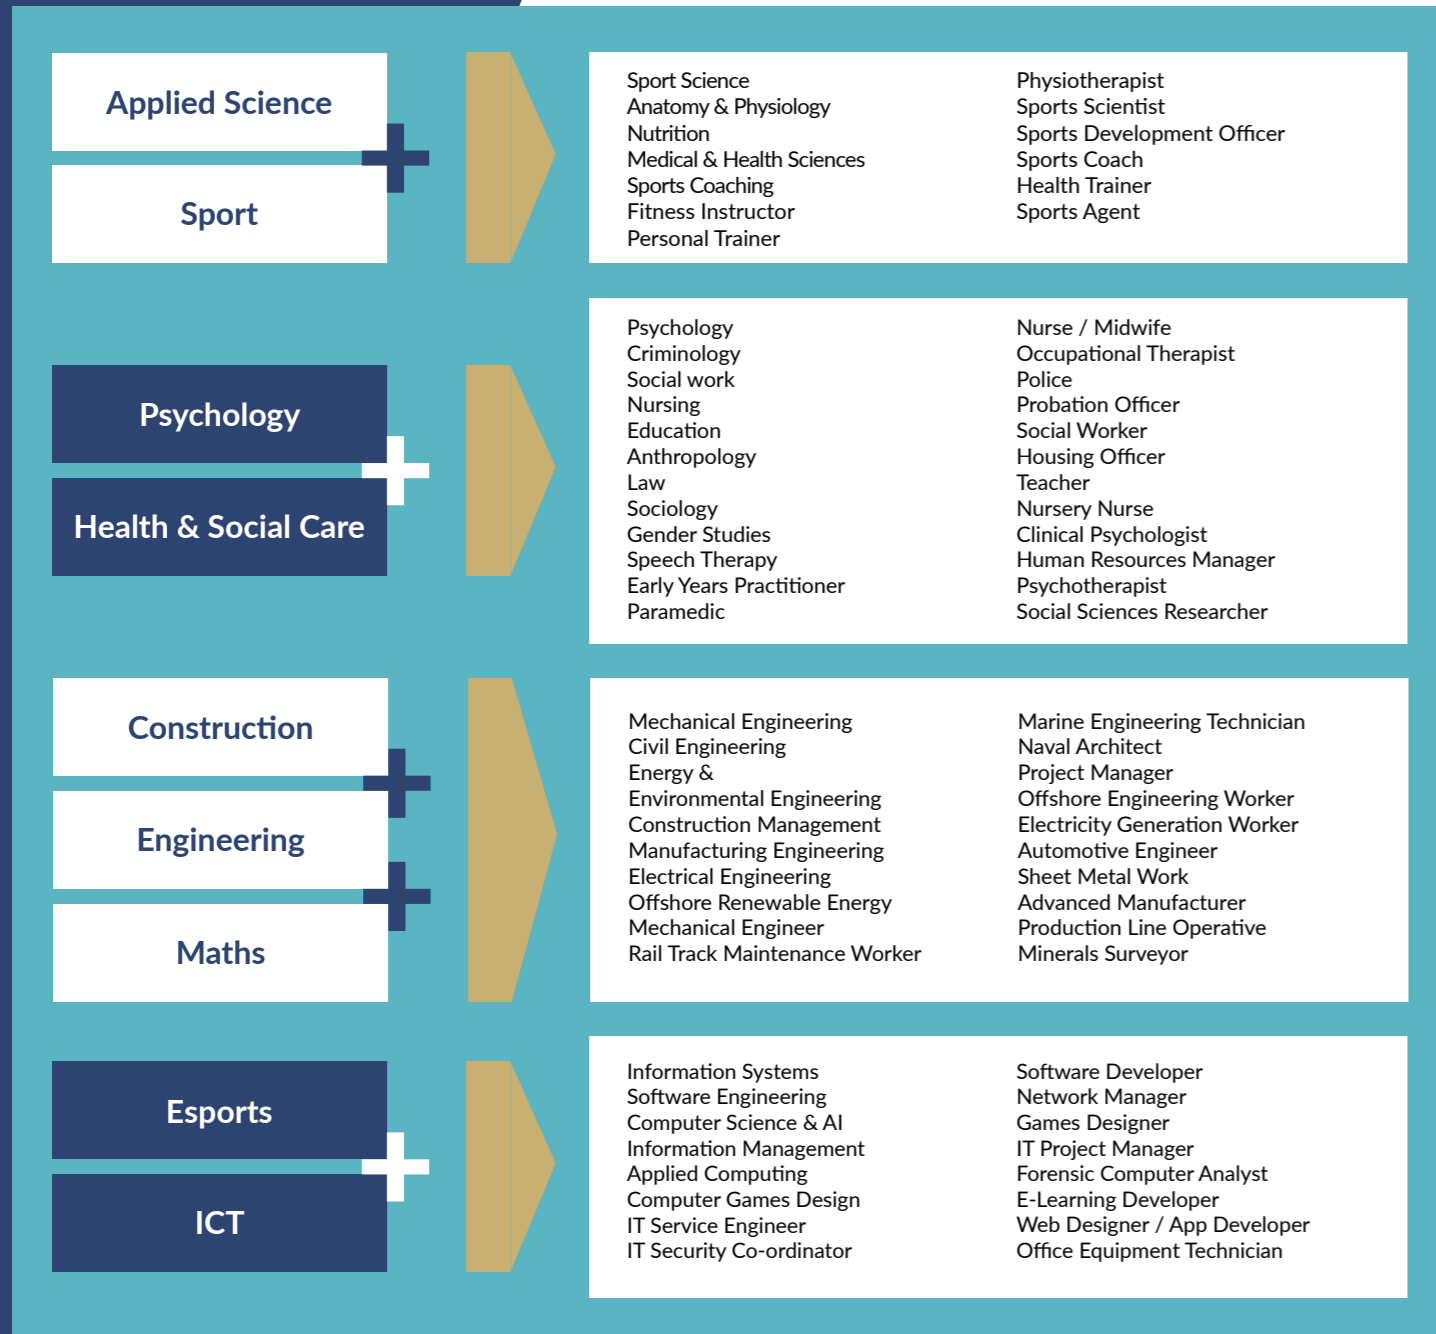 Applied Science
Sport
Sport Science
Anatomy & Physiology
Nutrition
Medical & Health Sciences
Sports Coaching
Fitness Instructor
Personal Trainer
Physiotherapist
Sports Scientist
Sports Development Officer
Sports Coach
Health Trainer
Sports Agent
Psychology
Health & Social Care
Psychology
Criminology
Social work
Nursing
Education
Anthropology
Law
Sociology
Gender Studies
Speech Therapy
Early Years Practitioner
Paramedic
Nurse / Midwife
Occupational Therapist
Police
Probation Officer
Social Worker
Housing Officer
Teacher
Nursery Nurse
Clinical Psychologist
Human Resources Manager
Psychotherapist
Social Sciences Researcher
Construction
Engineering
Maths
Mechanical Engineering
Civil Engineering
Energy &
Environmental Engineering
Construction Management
Manufacturing Engineering
Electrical Engineering
Offshore Renewable Energy
Mechanical Engineer
Rail Track Maintenance Worker
Marine Engineering Technician
Naval Architect
Project Manager
Offshore Engineering Worker
Electricity Generation Worker
Automotive Engineer
Sheet Metal Work
Advanced Manufacturer
Production Line Operative
Minerals Surveyor
Esports
ICT
Information Systems
Software Engineering
Computer Science & AI
Information Management
Applied Computing
Computer Games Design
IT Service Engineer
IT Security Co-ordinator
Software Developer
Network Manager
Games Designer
IT Project Manager
Forensic Computer Analyst
E-Learning Developer
Web Designer / App Developer
Office Equipment Technician